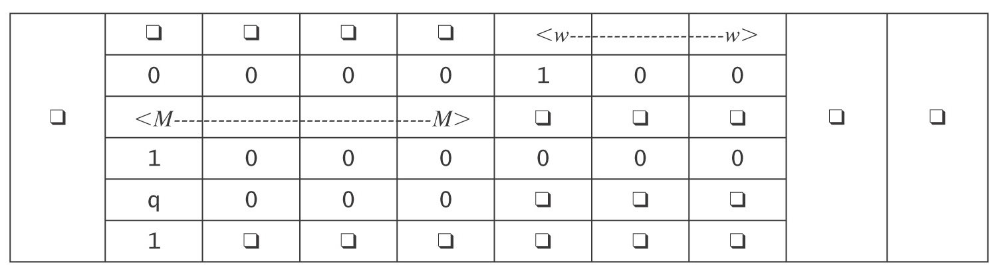 ❑ ❑ ❑ ❑ <w-----------------------w>
0 0 0 0 1 0 0
❑ <M--------------------------------------M> ❑ ❑ ❑ ❑ ❑
1 0 0 0 0 0 0
q 0 0 0 ❑ ❑ ❑
1 ❑ ❑ ❑ ❑ ❑ ❑